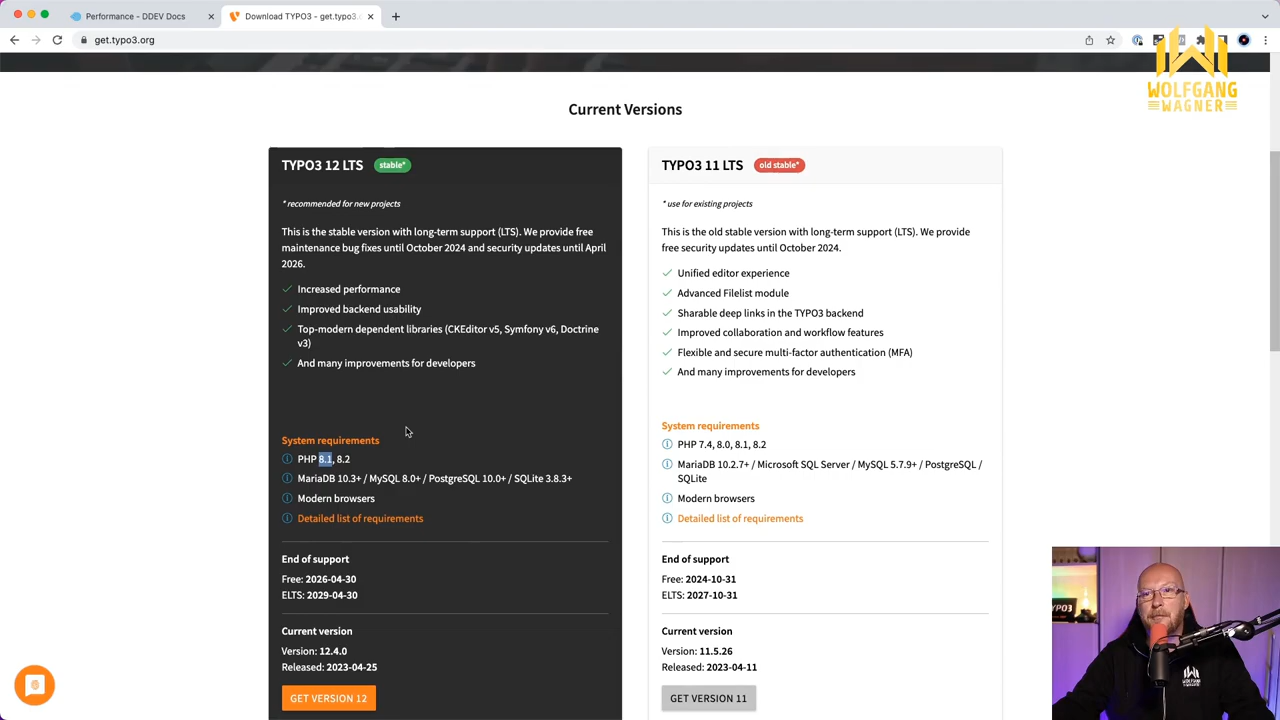 Performance - DDEV Docs
Download TYPO3 - get.typo3.
get.typo3.org
WOLFGANG
WAGNER
Current Versions
TYPO3 12 LTS stable*
* recommended for new projects
This is the stable version with long-term support (LTS). We provide free
maintenance bug fixes until October 2024 and security updates until April
2026.
Increased performance
Improved backend usability
Top-modern dependent libraries (CKEditor v5, Symfony v6, Doctrine
v3)
And many improvements for developers
System requirements
PHP 8.1, 8.2
MariaDB 10.3+ / MySQL 8.0+ / PostgreSQL 10.0+ / SQLite 3.8.3+
Modern browsers
Detailed list of requirements
End of support
Free: 2026-04-30
ELTS: 2029-04-30
Current version
Version: 12.4.0
Released: 2023-04-25
GET VERSION 12
TYPO3 11 LTS old stable*
* use for existing projects
This is the old stable version with long-term support (LTS). We provide
free security updates until October 2024.
Unified editor experience
Advanced Filelist module
Sharable deep links in the TYPO3 backend
Improved collaboration and workflow features
Flexible and secure multi-factor authentication (MFA)
And many improvements for developers
System requirements
PHP 7.4, 8.0, 8.1, 8.2
MariaDB 10.2.7+ / Microsoft SQL Server / MySQL 5.7.9+ / PostgreSQL /
SQLite
Modern browsers
Detailed list of requirements
End of support
Free: 2024-10-31
ELTS: 2027-10-31
Current version
Version: 11.5.26
Released: 2023-04-11
GET VERSION 11
TYPO3
WOLFGANG
WAGNER